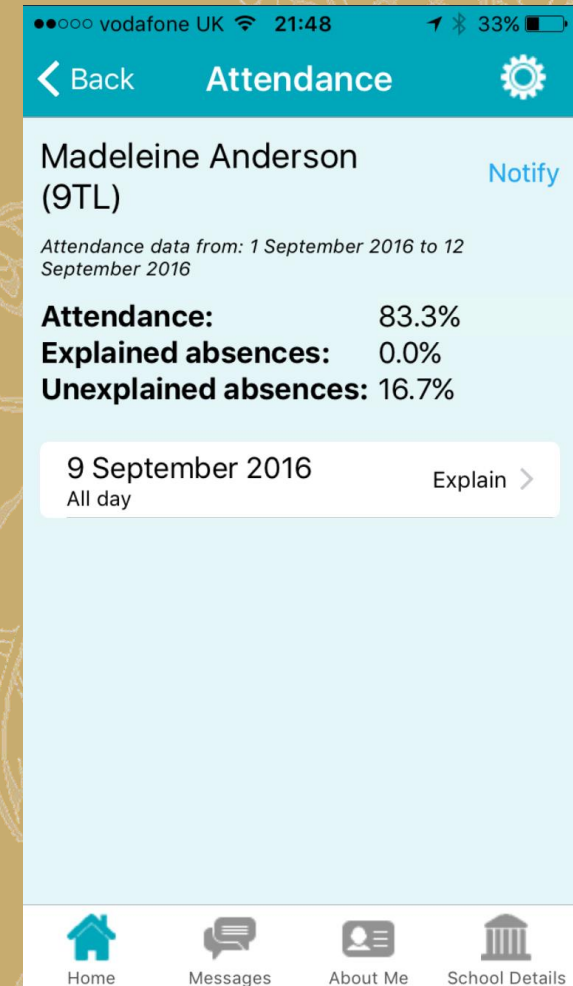 vodafone UK 21:48 33%
Back Attendance
Madeleine Anderson Notify
(9TL)
Attendance data from: 1 September 2016 to 12
September 2016
Attendance: 83.3%
Explained absences: 0.0%
Unexplained absences: 16.7%
9 September 2016 Explain
All day
Home Messages About Me School Details